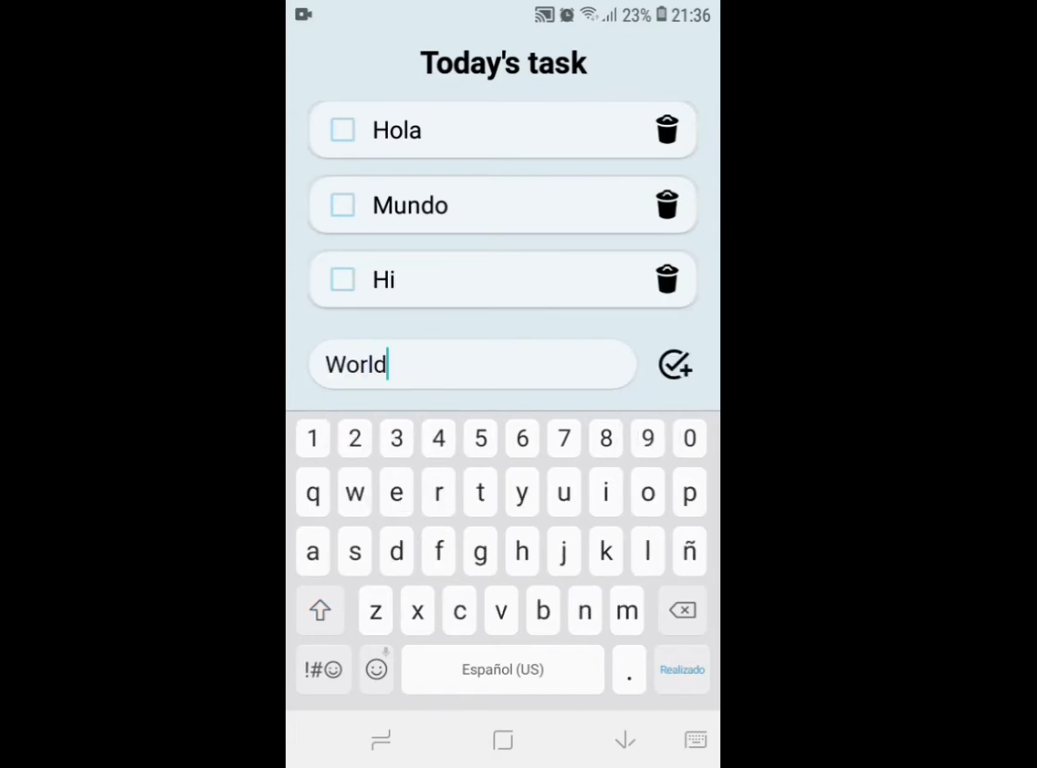 23% 21:36
Today's task
Hola
Mundo
Hi
World
1 2 3 4 5 6 7 8 9 0
q w e r t y u i o p
a s d f g h j k l ñ
z x c v b n m
!#☺ Español (US) . Realizado